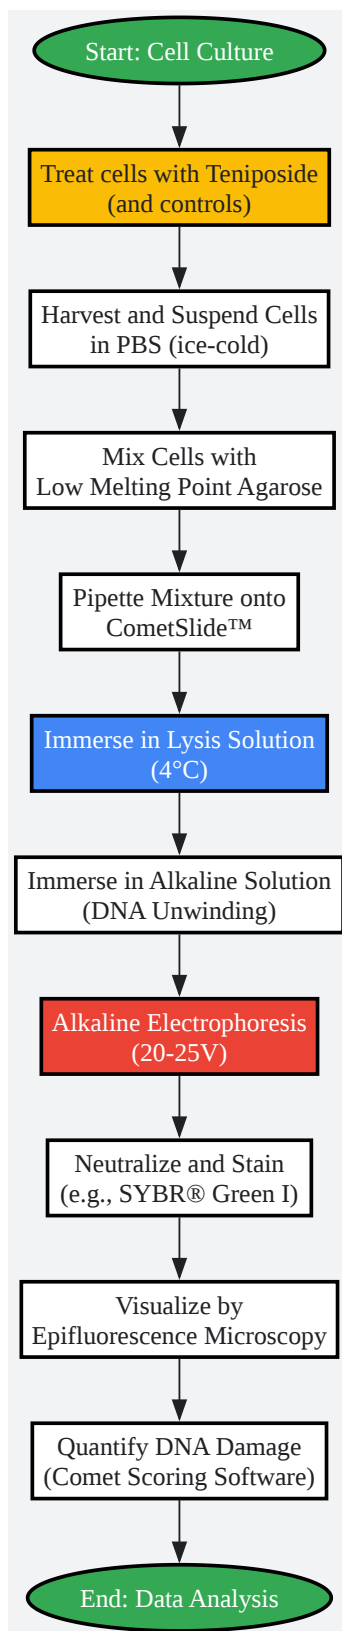 Start: Cell Culture
Treat cells with Teniposide
(and controls)
Harvest and Suspend Cells
in PBS (ice-cold)
Mix Cells with
Low Melting Point Agarose
Pipette Mixture onto
CometSlide™
Immerse in Lysis Solution
(4°C)
Immerse in Alkaline Solution
(DNA Unwinding)
Alkaline Electrophoresis
(20-25V)
Neutralize and Stain
(e.g., SYBR® Green I)
Visualize by
Epifluorescence Microscopy
Quantify DNA Damage
(Comet Scoring Software)
End: Data Analysis